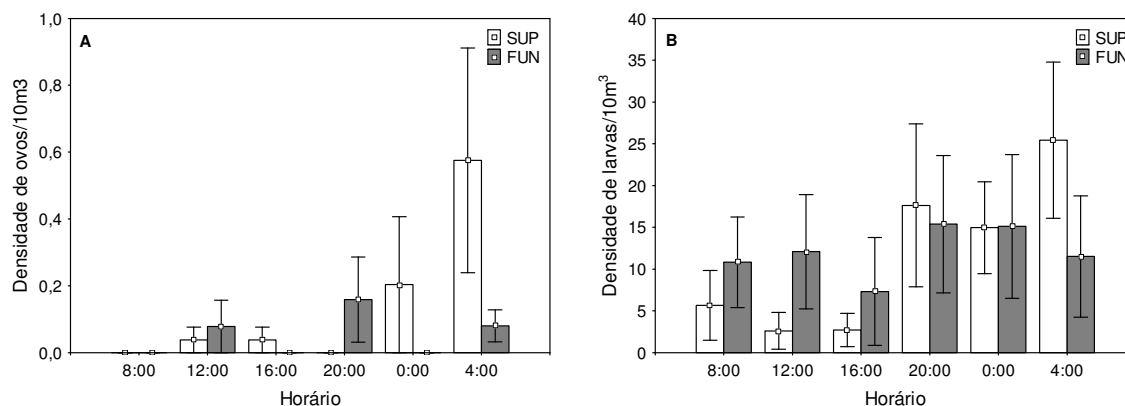 A
SUP
FUN
Densidade de ovos/10m3
1,0
0,8
0,6
0,4
0,2
0,0
8:00 12:00 16:00 20:00 0:00 4:00
Horário
B
SUP
FUN
Densidade de larvas/10m³
40
35
30
25
20
15
10
5
0
8:00 12:00 16:00 20:00 0:00 4:00
Horário